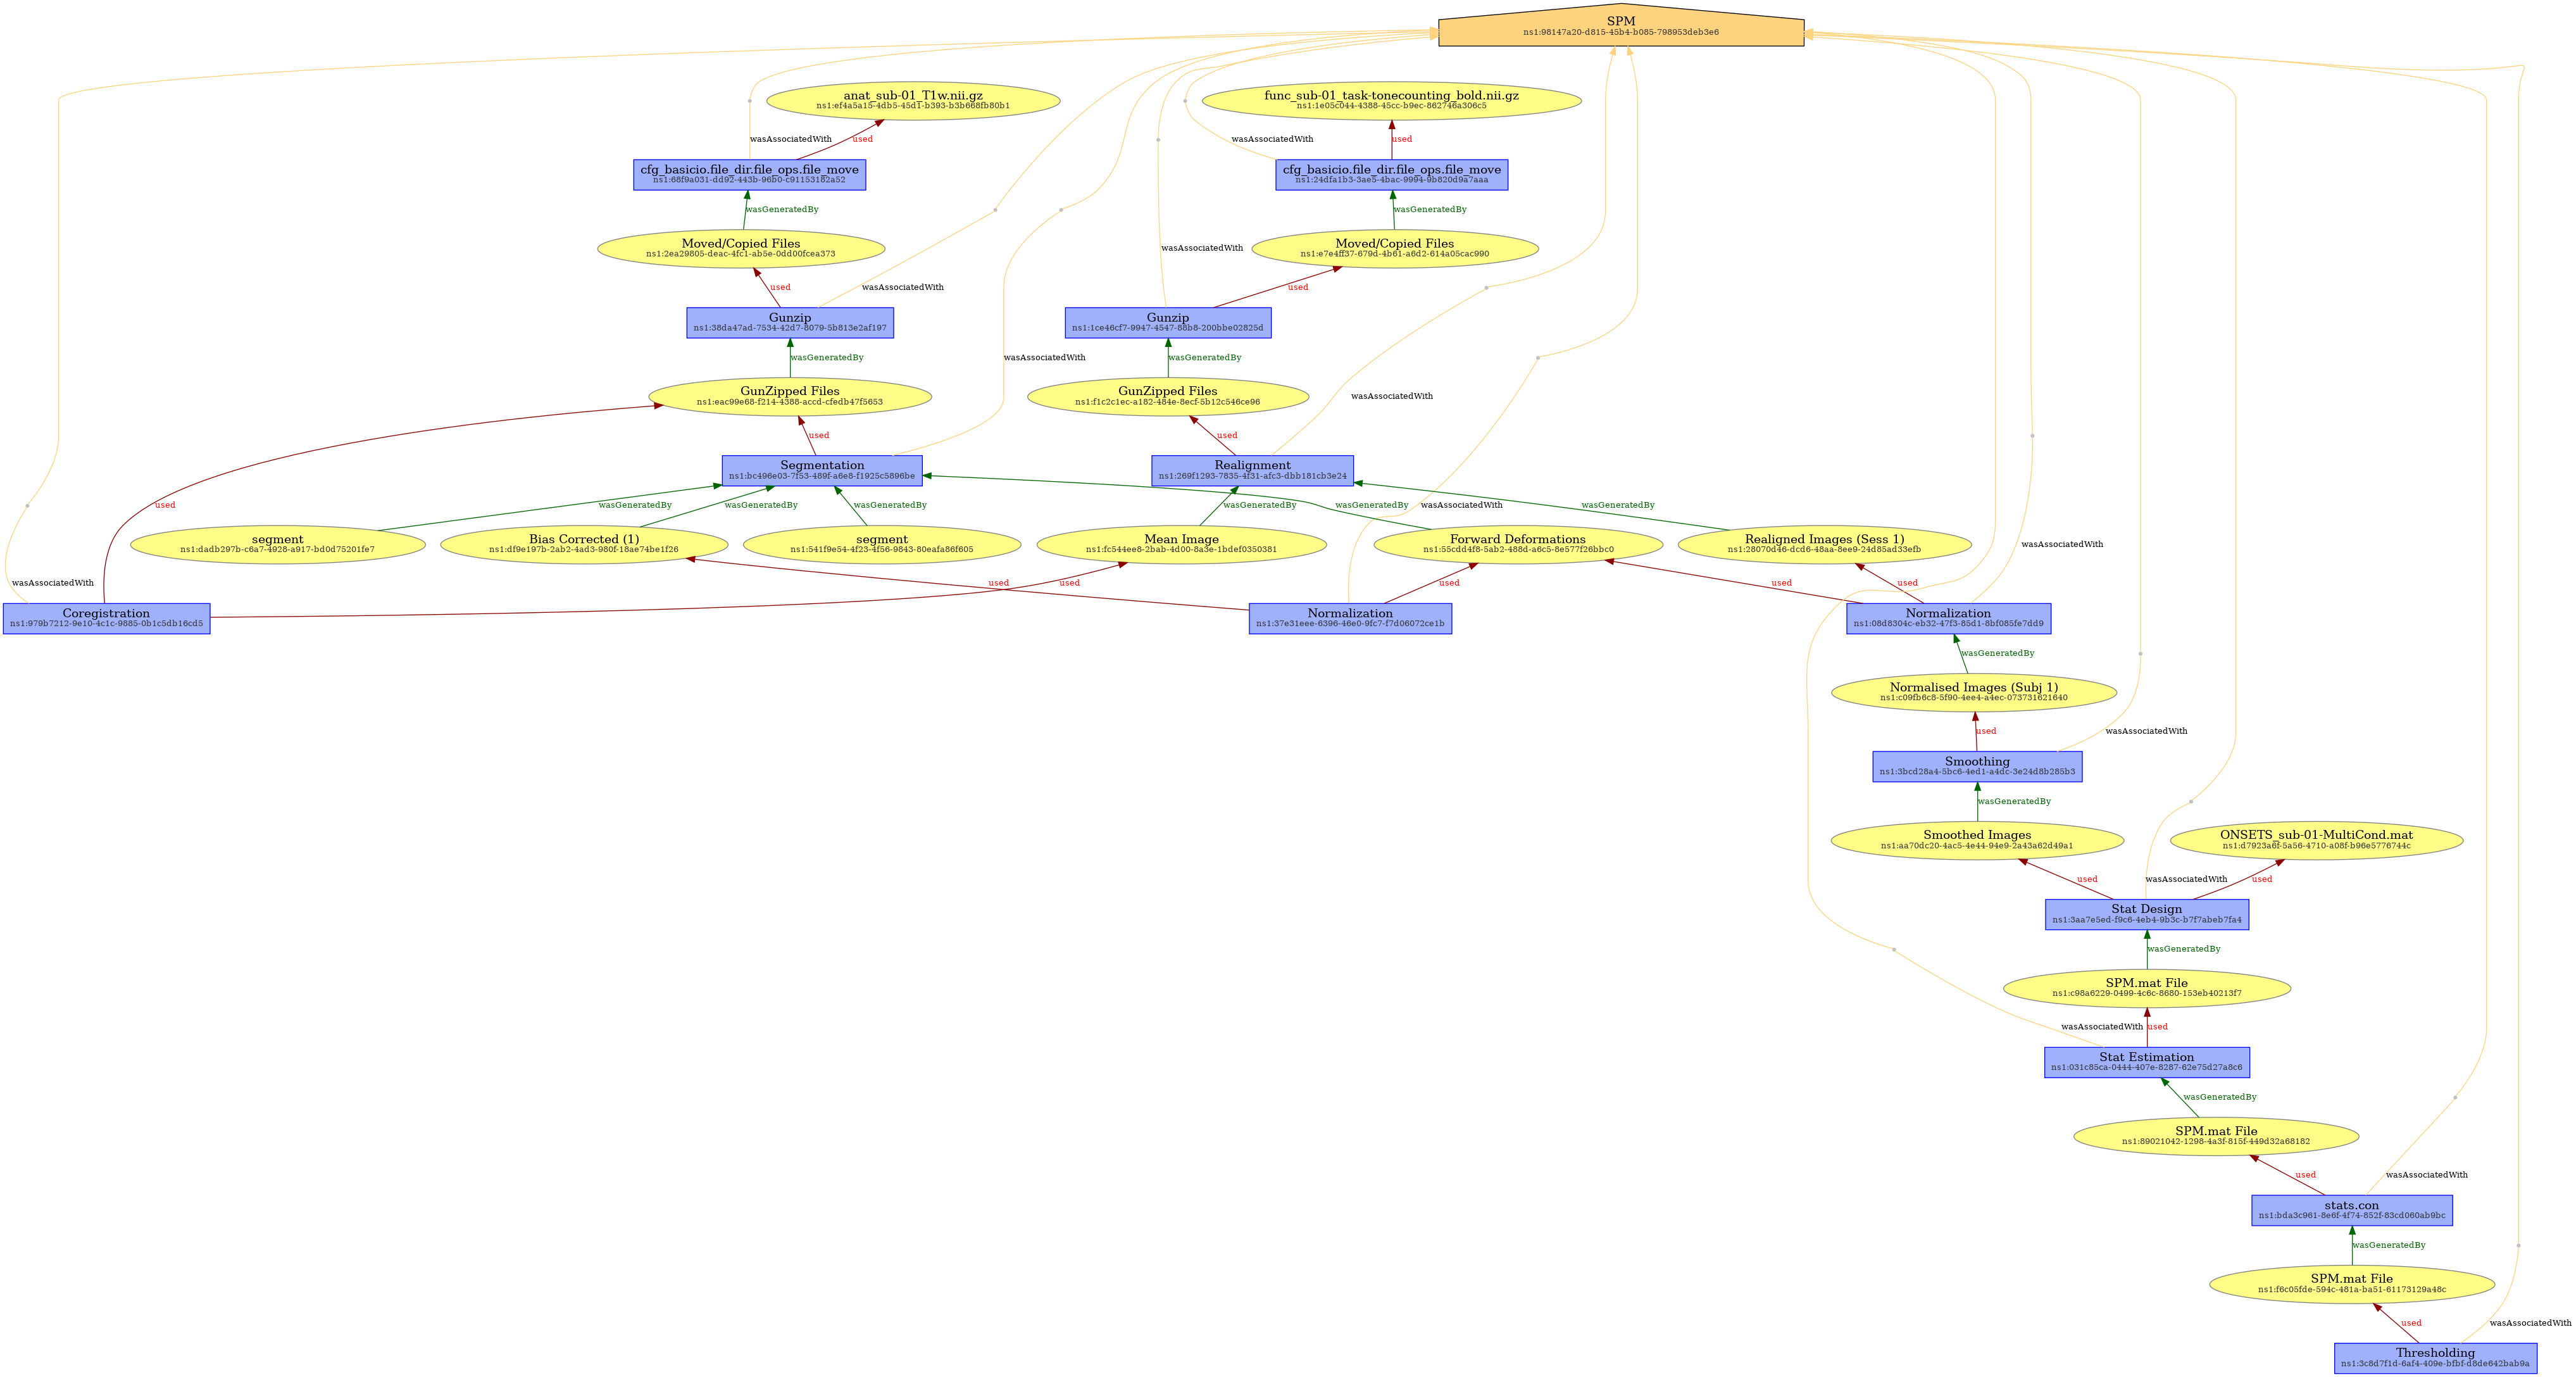 SPM
ns1:98147a20-d815-45b4-b085-798953deb3e6
anat_sub-01_T1w.nii.gz
ns1:ef4a5a15-4db5-45d1-b393-b3b668fb80b1
func_sub-01_task-tonecounting_bold.nii.gz
ns1:1e05c044-4388-45cc-b9ec-862746a306c5
wasAssociatedWith
used
wasAssociatedWith
used
cfg_basicio.file_dir.file_ops.file_move
ns1:68f9a031-dd92-443b-96b0-c91153182a52
cfg_basicio.file_dir.file_ops.file_move
ns1:24dfa1b3-3ae5-4bac-9994-9b820d9a7aaa
wasGeneratedBy
wasGeneratedBy
Moved/Copied Files
ns1:2ea29805-deac-4fc1-ab5e-0dd00fcea373
wasAssociatedWith
Moved/Copied Files
ns1:e7e4ff37-679d-4b61-a6d2-614a05cac990
used
wasAssociatedWith
used
Gunzip
ns1:38da47ad-7534-42d7-8079-5b813e2af197
Gunzip
ns1:1ce46cf7-9947-4547-88b8-200bbe02825d
wasGeneratedBy
wasAssociatedWith
wasGeneratedBy
GunZipped Files
ns1:eac99e68-f214-4388-accd-cfedb47f5653
GunZipped Files
ns1:f1c2c1ec-a182-484e-8ecf-5b12c546ce96
wasAssociatedWith
used
used
Segmentation
ns1:bc496e03-7f53-489f-a6e8-f1925c5896be
Realignment
ns1:269f1293-7835-4f31-afc3-dbb181cb3e24
used
wasGeneratedBy
wasGeneratedBy
wasGeneratedBy
wasGeneratedBy
wasGeneratedBy
wasAssociatedWith
wasGeneratedBy
segment
ns1:dadb297b-c6a7-4928-a917-bd0d75201fe7
Bias Corrected (1)
ns1:df9e197b-2ab2-4ad3-980f-18ae74be1f26
segment
ns1:541f9e54-4f23-4f56-9843-80eafa86f605
Mean Image
ns1:fc544ee8-2bab-4d00-8a3e-1bdef0350381
Forward Deformations
ns1:55cdd4f8-5ab2-488d-a6c5-8e577f26bbc0
Realigned Images (Sess 1)
ns1:28070d46-dcd6-48aa-8ee9-24d85ad33efb
wasAssociatedWith
wasAssociatedWith
used
used
used
used
used
Coregistration
ns1:979b7212-9e10-4c1c-9885-0b1c5db16cd5
Normalization
ns1:37e31eee-6396-46e0-9fc7-f7d06072ce1b
Normalization
ns1:08d8304c-eb32-47f3-85d1-8bf085fe7dd9
wasGeneratedBy
Normalised Images (Subj 1)
ns1:c09fb6c8-5f90-4ee4-a4ec-073731621640
used
wasAssociatedWith
Smoothing
ns1:3bcd28a4-5bc6-4ed1-a4dc-3e24d8b285b3
wasGeneratedBy
Smoothed Images
ns1:aa70dc20-4ac5-4e44-94e9-2a43a62d49a1
ONSETS_sub-01-MultiCond.mat
ns1:d7923a6f-5a56-4710-a08f-b96e5776744c
used
wasAssociatedWith
used
Stat Design
ns1:3aa7e5ed-f9c6-4eb4-9b3c-b7f7abeb7fa4
wasGeneratedBy
SPM.mat File
ns1:c98a6229-0499-4c6c-8680-153eb40213f7
wasAssociatedWith
used
Stat Estimation
ns1:031c85ca-0444-407e-8287-62e75d27a8c6
wasGeneratedBy
SPM.mat File
ns1:89021042-1298-4a3f-815f-449d32a68182
used
wasAssociatedWith
stats.con
ns1:bda3c961-8e6f-4f74-852f-83cd060ab9bc
wasGeneratedBy
SPM.mat File
ns1:f6c05fde-594c-481a-ba51-61173129a48c
used
wasAssociatedWith
Thresholding
ns1:3c8d7f1d-6af4-409e-bfbf-d8de642bab9a